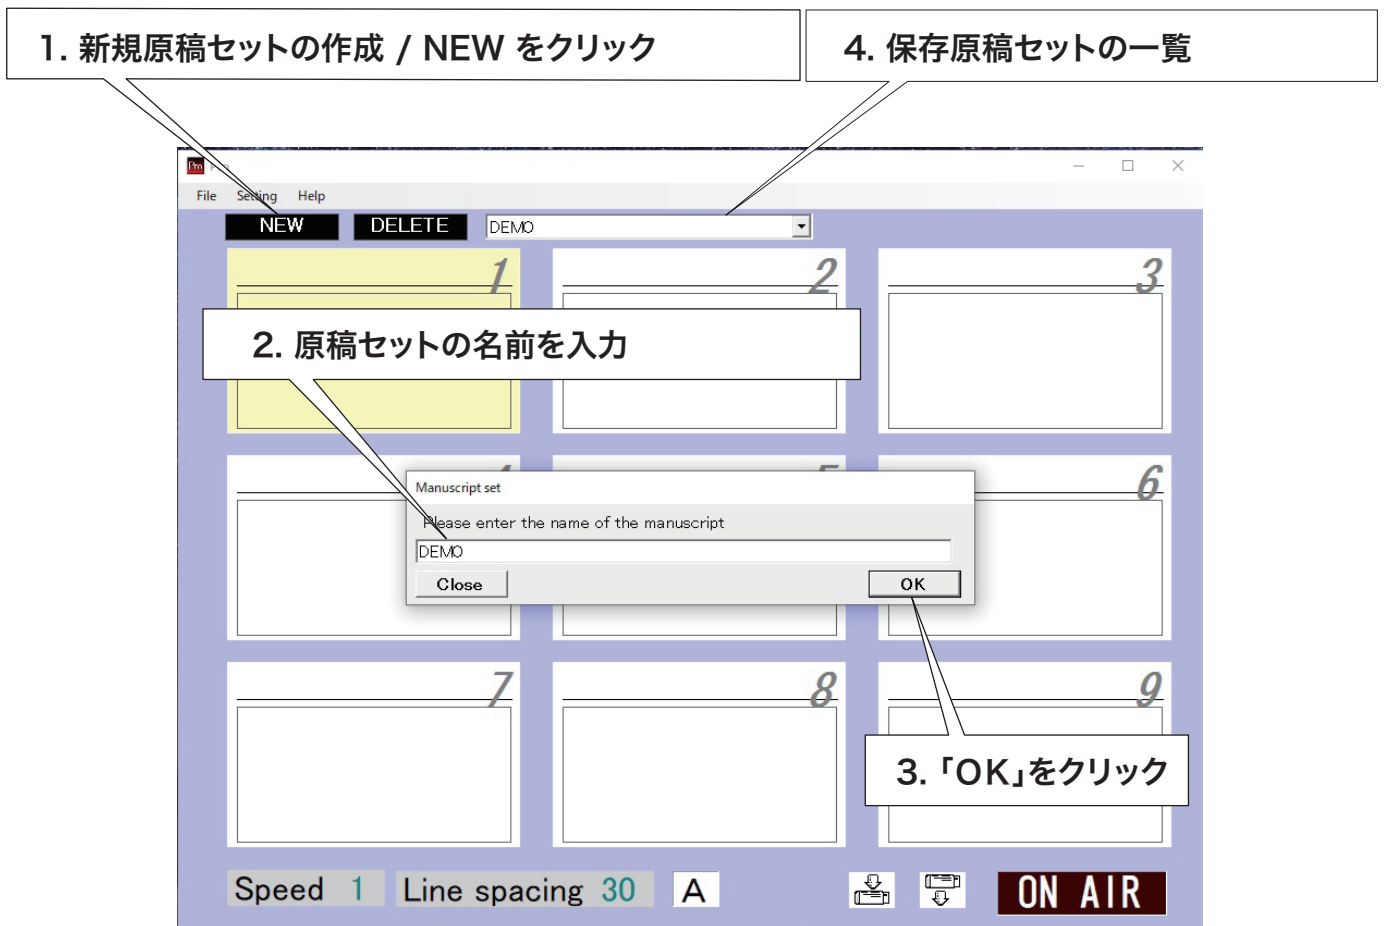 1. 新規原稿セットの作成 / NEW をクリック
4. 保存原稿セットの一覧
Pm
File Setting Help
NEW DELETE DEMO
1
2
3
2. 原稿セットの名前を入力
6
Manuscript set
Please enter the name of the manuscript
DEMO
Close OK
7
8
9
3.「OK」をクリック
Speed 1 Line spacing 30 A ON AIR